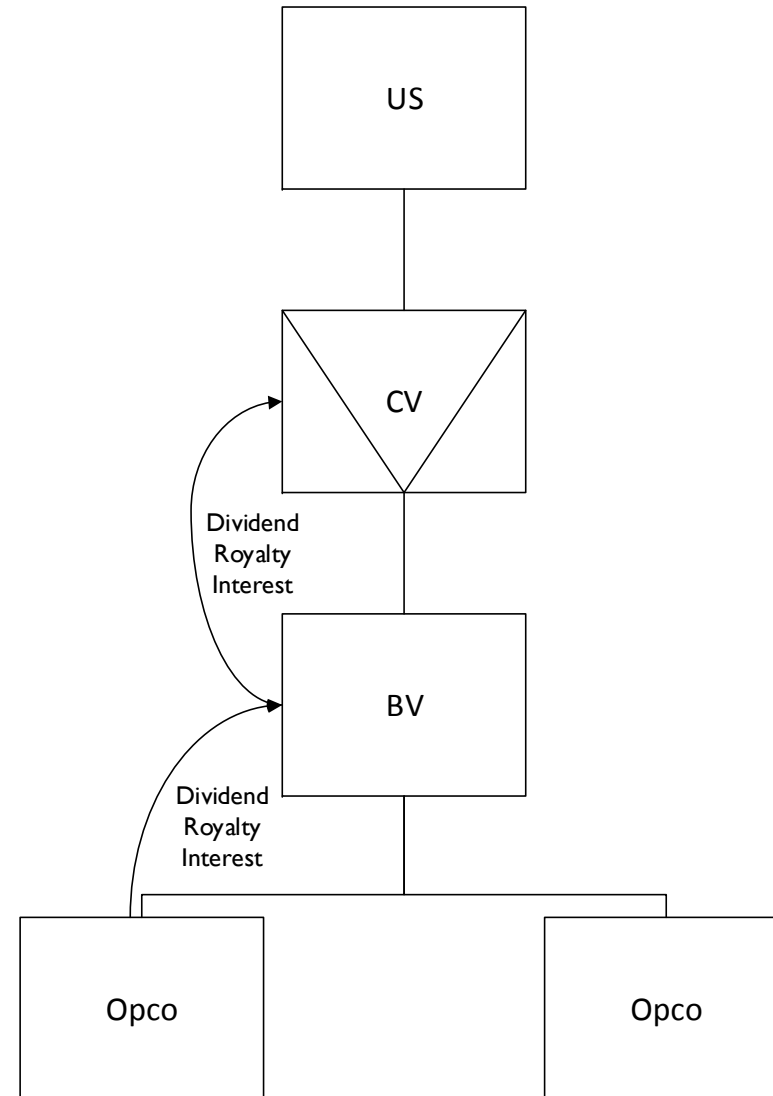 US
CV
Dividend
Royalty
Interest
BV
Dividend
Royalty
Interest
Opco
Opco